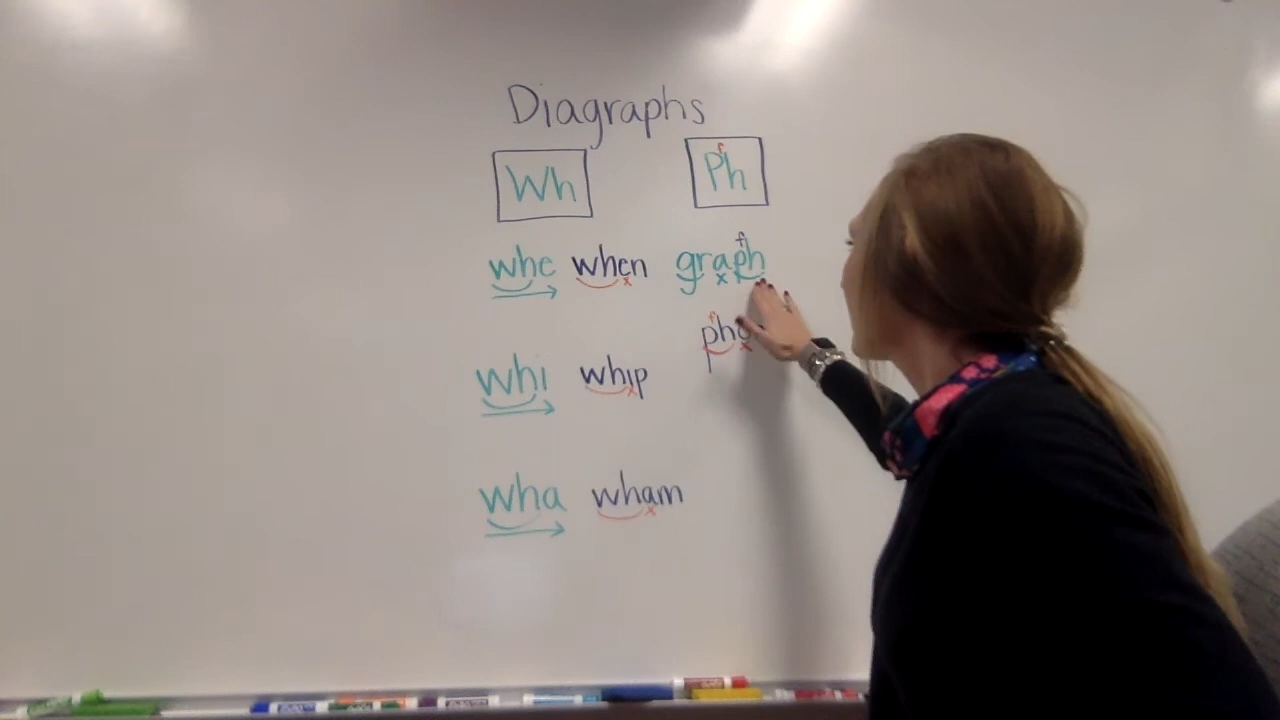 Diagraphs
Wh Ph
f
whe when graph
f
pho
f
whi whip
wha wham